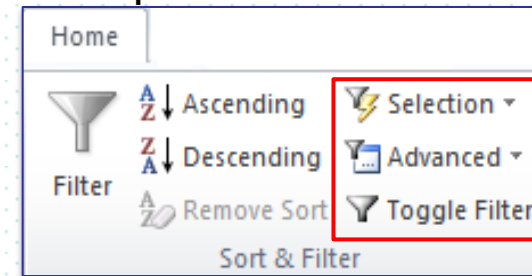 Home
Filter
Ascending
Descending
Remove Sort
Selection
Advanced
Toggle Filter
Sort & Filter